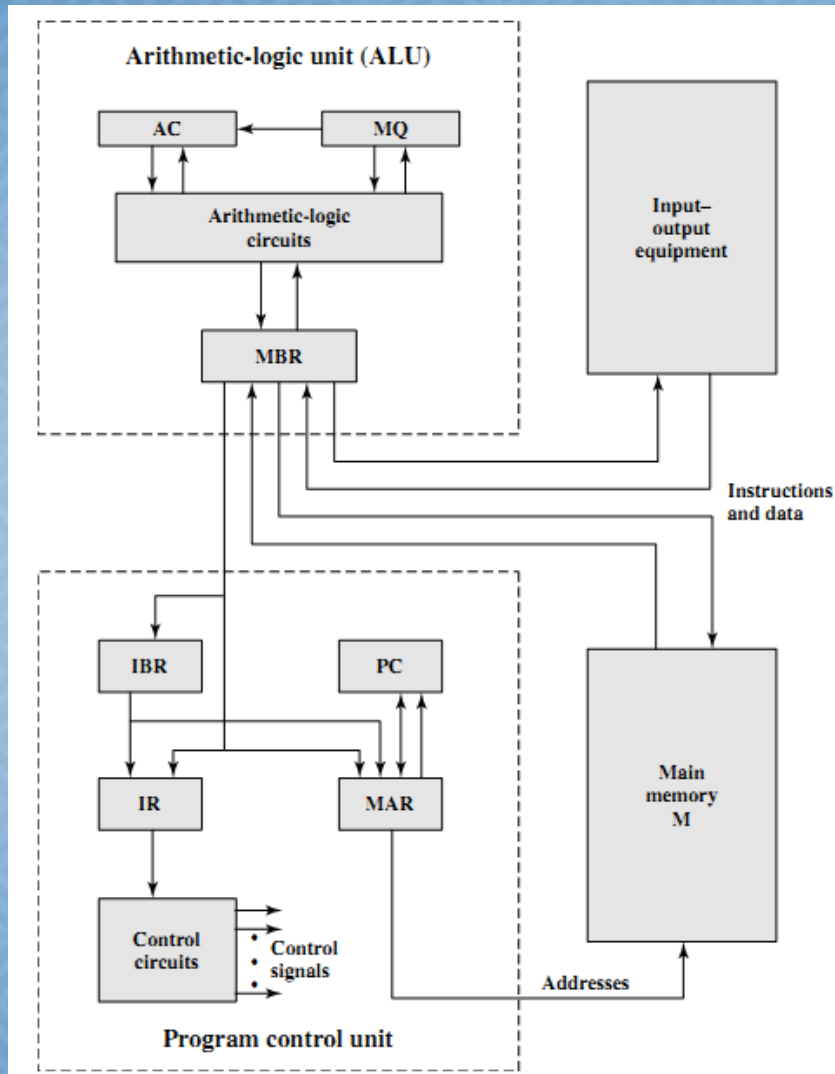 Arithmetic-logic unit (ALU)
AC
MQ
Arithmetic-logic
circuits
Input–
output
equipment
MBR
Instructions
and data
IBR
PC
IR
MAR
Main
memory
M
Control
circuits
Control
signals
Addresses
Program control unit